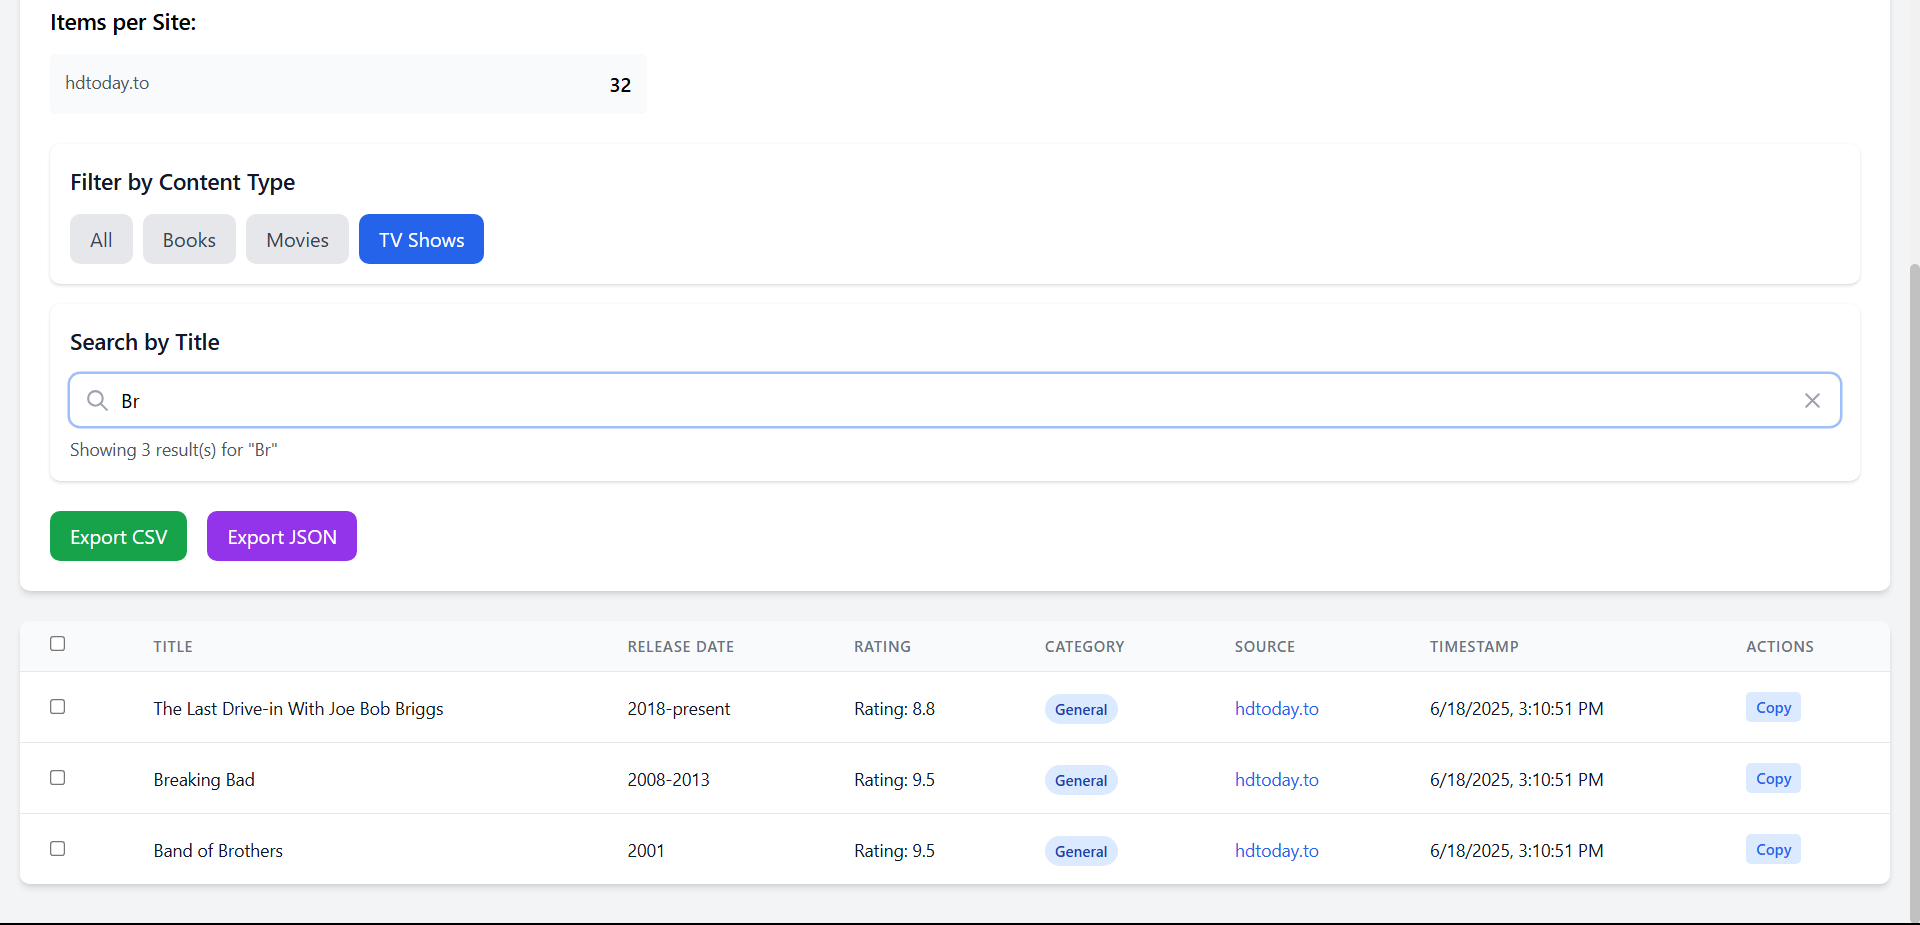 Items per Site:
hdtoday.to 32
Filter by Content Type
All Books Movies TV Shows
Search by Title
Br
Showing 3 result(s) for "Br"
Export CSV Export JSON
TITLE RELEASE DATE RATING CATEGORY SOURCE TIMESTAMP ACTIONS
The Last Drive-in With Joe Bob Briggs 2018-present Rating: 8.8 General hdtoday.to 6/18/2025, 3:10:51 PM Copy
Breaking Bad 2008-2013 Rating: 9.5 General hdtoday.to 6/18/2025, 3:10:51 PM Copy
Band of Brothers 2001 Rating: 9.5 General hdtoday.to 6/18/2025, 3:10:51 PM Copy